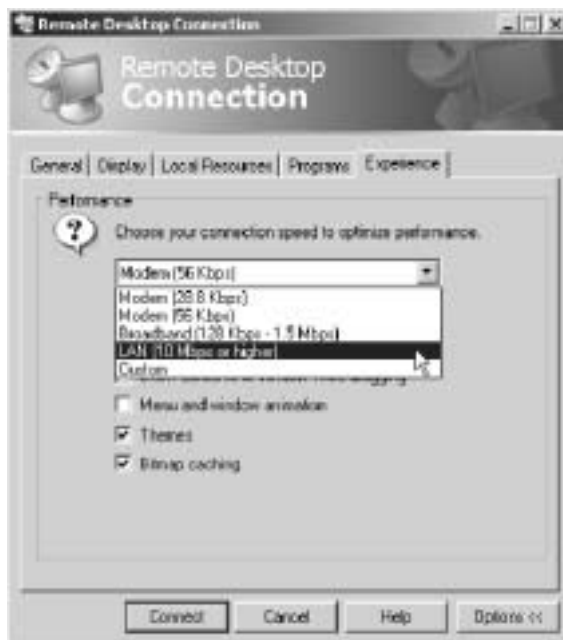 Remote Desktop Connection
Remote Desktop
Connection
General Display Local Resources Programs Experience
Performance
Choose your connection speed to optimize performance.
Modem (56 Kbps)
Modem (28.8 Kbps)
Modem (56 Kbps)
Broadband (128 Kbps - 1.5 Mbps)
LAN (10 Mbps or higher)
Custom
Menu and window animation
Themes
Bitmap caching
Connect Cancel Help Options <<